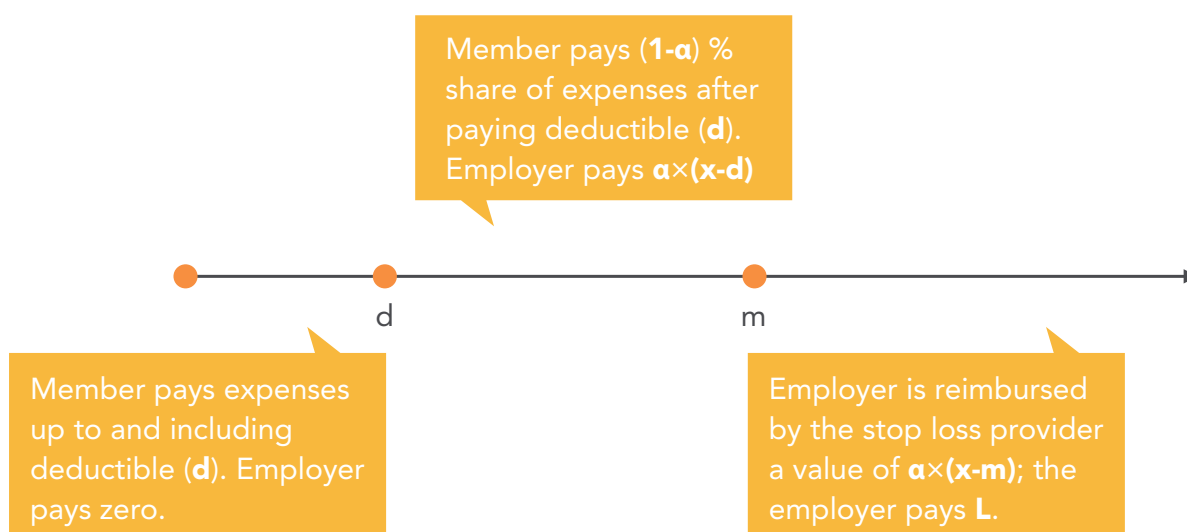 Member pays (1-α) %
share of expenses after
paying deductible (d).
Employer pays α×(x-d)
d
m
Member pays expenses
up to and including
deductible (d). Employer
pays zero.
Employer is reimbursed
by the stop loss provider
a value of α×(x-m); the
employer pays L.